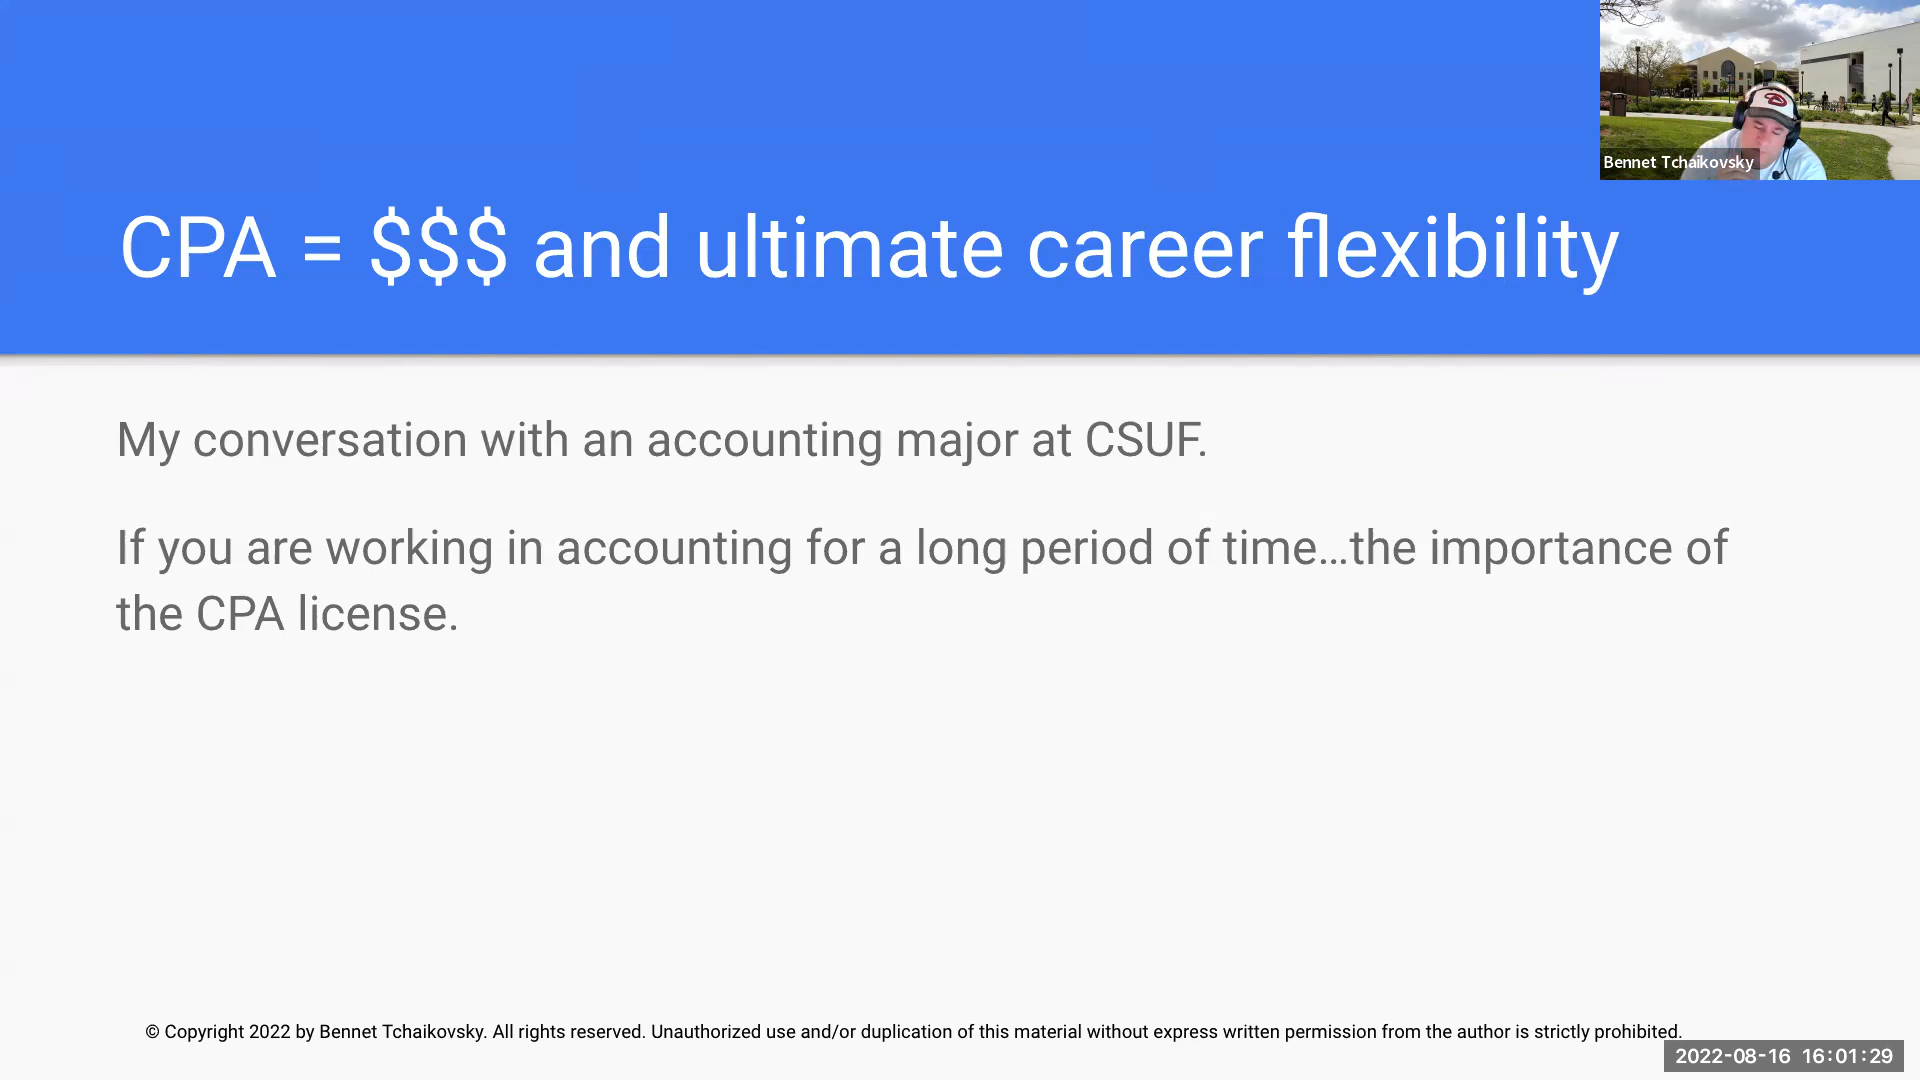 Bennet Tchaikovsky
CPA = $$$ and ultimate career flexibility
My conversation with an accounting major at CSUF.
If you are working in accounting for a long period of time...the importance of
the CPA license.
© Copyright 2022 by Bennet Tchaikovsky. All rights reserved. Unauthorized use and/or duplication of this material without express written permission from the author is strictly prohibited.
2022-08-16 16:01:29